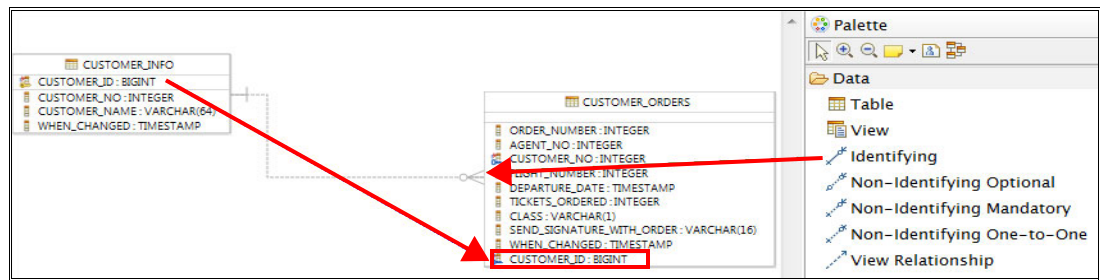 CUSTOMER_INFO
CUSTOMER_ID : BIGINT
CUSTOMER_NO : INTEGER
CUSTOMER_NAME : VARCHAR(64)
WHEN_CHANGED : TIMESTAMP
CUSTOMER_ORDERS
ORDER_NUMBER : INTEGER
AGENT_NO : INTEGER
CUSTOMER_NO : INTEGER
FLIGHT_NUMBER : INTEGER
DEPARTURE_DATE : TIMESTAMP
TICKETS_ORDERED : INTEGER
CLASS : VARCHAR(1)
SEND_SIGNATURE_WITH_ORDER : VARCHAR(16)
WHEN_CHANGED : TIMESTAMP
CUSTOMER_ID : BIGINT
Palette
Data
Table
View
Identifying
Non-Identifying Optional
Non-Identifying Mandatory
Non-Identifying One-to-One
View Relationship